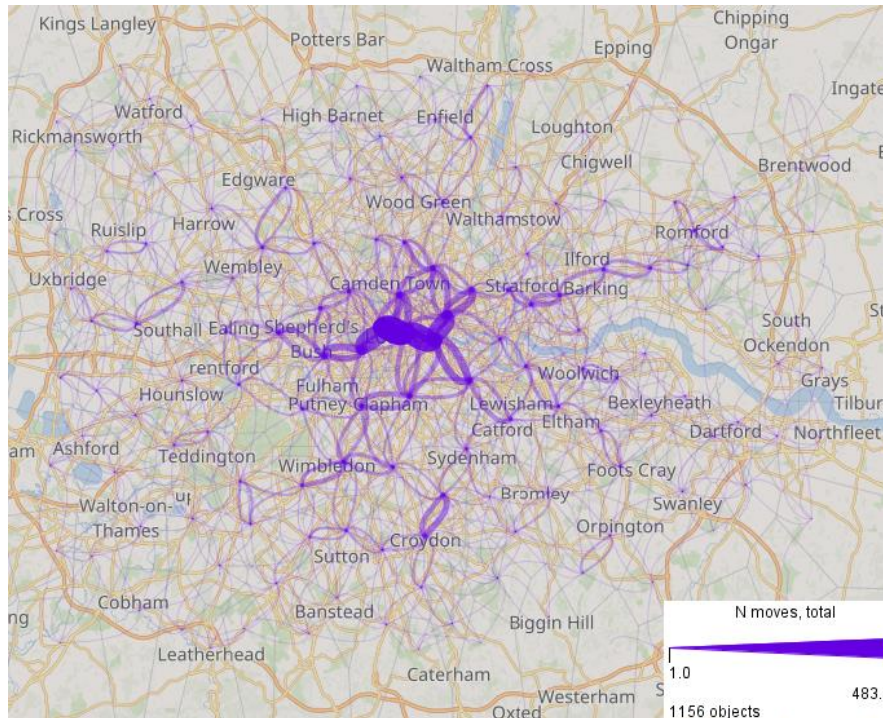 Kings Langley
Chipping
Ongar
Potters Bar
Epping
Waltham Cross
Ingate
Watford
High Barnet
Enfield
Loughton
Rickmansworth
Chigwell
Brentwood
Edgware
Wood Green
s Cross
Ruislip
Harrow
Walthamstow
Romford
Wembley
Ilford
Uxbridge
Camden Town
Stratford
Barking
Southall
Ealing
Shepherd's
Bush
South
Ockendon
St
rentford
Woolwich
Hounslow
Fulham
Grays
Putney
Clapham
Lewisham
Bexleyheath
Tilbur
Catford
Eltham
Dartford
Northfleet
am
Ashford
Teddington
Wimbledon
Sydenham
Foots Cray
Walton-on-
Thames
Bromley
Swanley
Croydon
Orpington
Sutton
Cobham
Banstead
Biggin Hill
ng
Leatherhead
Caterham
Westerham
Oxted
N moves, total
1.0
483.
1156 objects